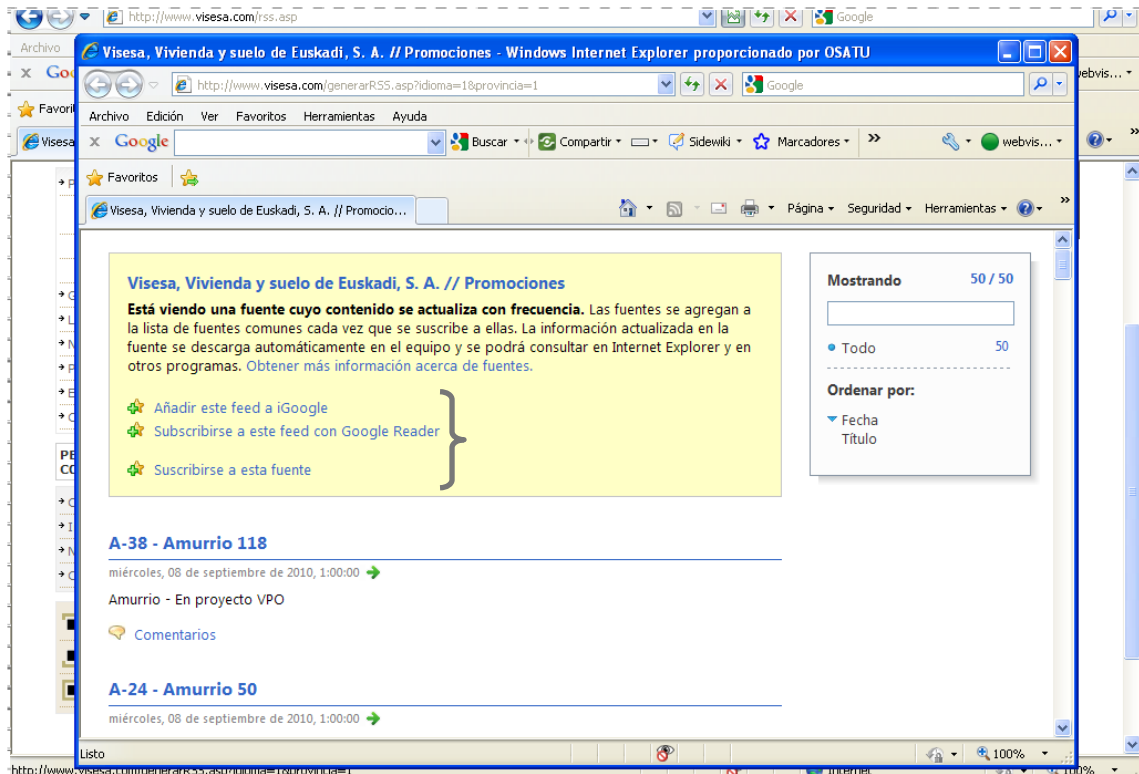 http://www.visesa.com/rss.asp
Google
Archivo
Visesa, Vivienda y suelo de Euskadi, S. A. // Promociones - Windows Internet Explorer proporcionado por OSATU
http://www.visesa.com/generarRSS.asp?idioma=1&provincia=1
Google
Archivo Edición Ver Favoritos Herramientas Ayuda
x Google Buscar Compartir Sidewiki Marcadores » webvis...
Favoritos
Visesa, Vivienda y suelo de Euskadi, S. A. // Promocio...
Página Seguridad Herramientas »
Visesa, Vivienda y suelo de Euskadi, S. A. // Promociones
Está viendo una fuente cuyo contenido se actualiza con frecuencia. Las fuentes se agregan a
la lista de fuentes comunes cada vez que se suscribe a ellas. La información actualizada en la
fuente se descarga automáticamente en el equipo y se podrá consultar en Internet Explorer y en
otros programas. Obtener más información acerca de fuentes.
Añadir este feed a iGoogle
Subscribirse a este feed con Google Reader
Suscribirse a esta fuente
Mostrando 50 / 50
Todo 50
Ordenar por:
Fecha
Título
A-38 - Amurrio 118
miércoles, 08 de septiembre de 2010, 1:00:00
Amurrio - En proyecto VPO
Comentarios
A-24 - Amurrio 50
miércoles, 08 de septiembre de 2010, 1:00:00
Listo
100%